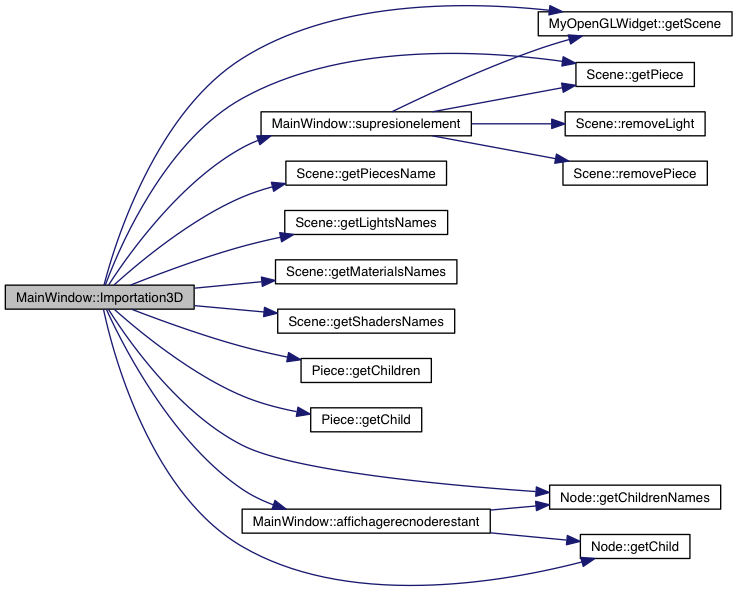 MyOpenGLWidget::getScene
Scene::getPiece
MainWindow::supresionelement
Scene::removeLight
Scene::removePiece
Scene::getPiecesName
Scene::getLightsNames
Scene::getMaterialsNames
MainWindow::Importation3D
Scene::getShadersNames
Piece::getChildren
Piece::getChild
Node::getChildrenNames
MainWindow::affichagerecnoderestant
Node::getChild